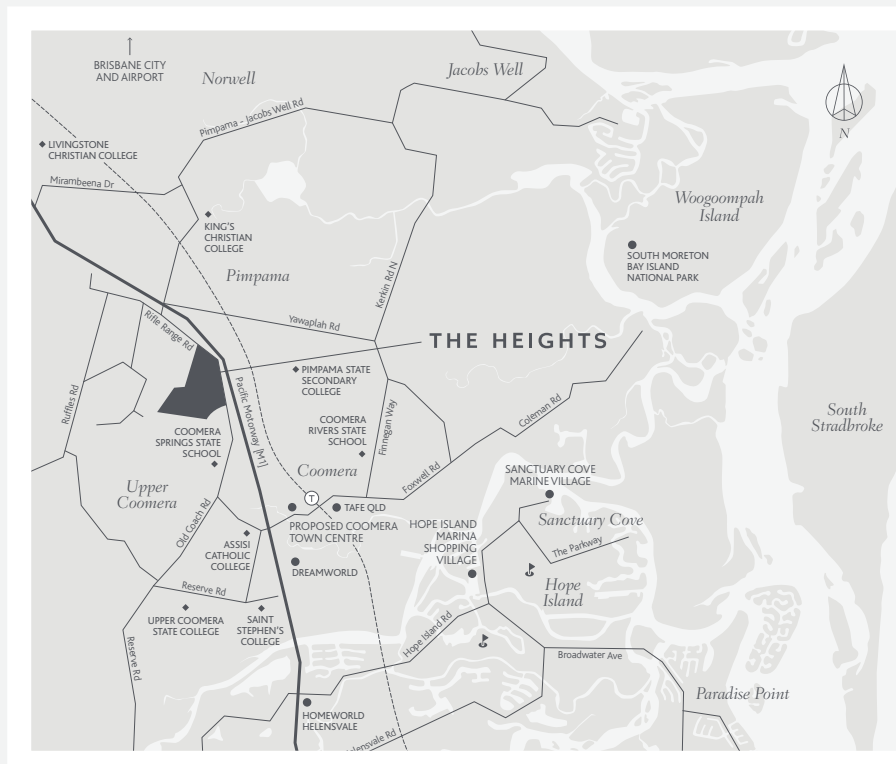 BRISBANE CITY
AND AIRPORT
Norwell
Jacobs Well
Pimpama - Jacobs Well Rd
N
LIVINGSTONE
CHRISTIAN COLLEGE
Mirambeena Dr
Woogoompah
Island
KING'S
CHRISTIAN
COLLEGE
SOUTH MORETON
BAY ISLAND
NATIONAL PARK
Pimpama
Kerkin Rd N
Rifle Range Rd
Yawaplah Rd
THE HEIGHTS
PIMPAMA STATE
SECONDARY
COLLEGE
Ruffles Rd
Pacific Motorway [M1]
Finnegan Way
Coleman Rd
South
Stradbroke
COOMERA
RIVERS STATE
SCHOOL
COOMERA
SPRINGS STATE
SCHOOL
Coomera
Foxwell Rd
SANCTUARY COVE
MARINE VILLAGE
Upper
Coomera
T
TAFE QLD
Old Coach Rd
PROPOSED COOMERA
TOWN CENTRE
HOPE ISLAND
MARINA
SHOPPING
VILLAGE
Sanctuary Cove
The Parkway
ASSISI
CATHOLIC
COLLEGE
DREAMWORLD
Hope
Island
Reserve Rd
UPPER COOMERA
STATE COLLEGE
SAINT
STEPHEN'S
COLLEGE
Hope Island Rd
Reserve Rd
Broadwater Ave
Paradise Point
HOMEWORLD
HELENSVALE